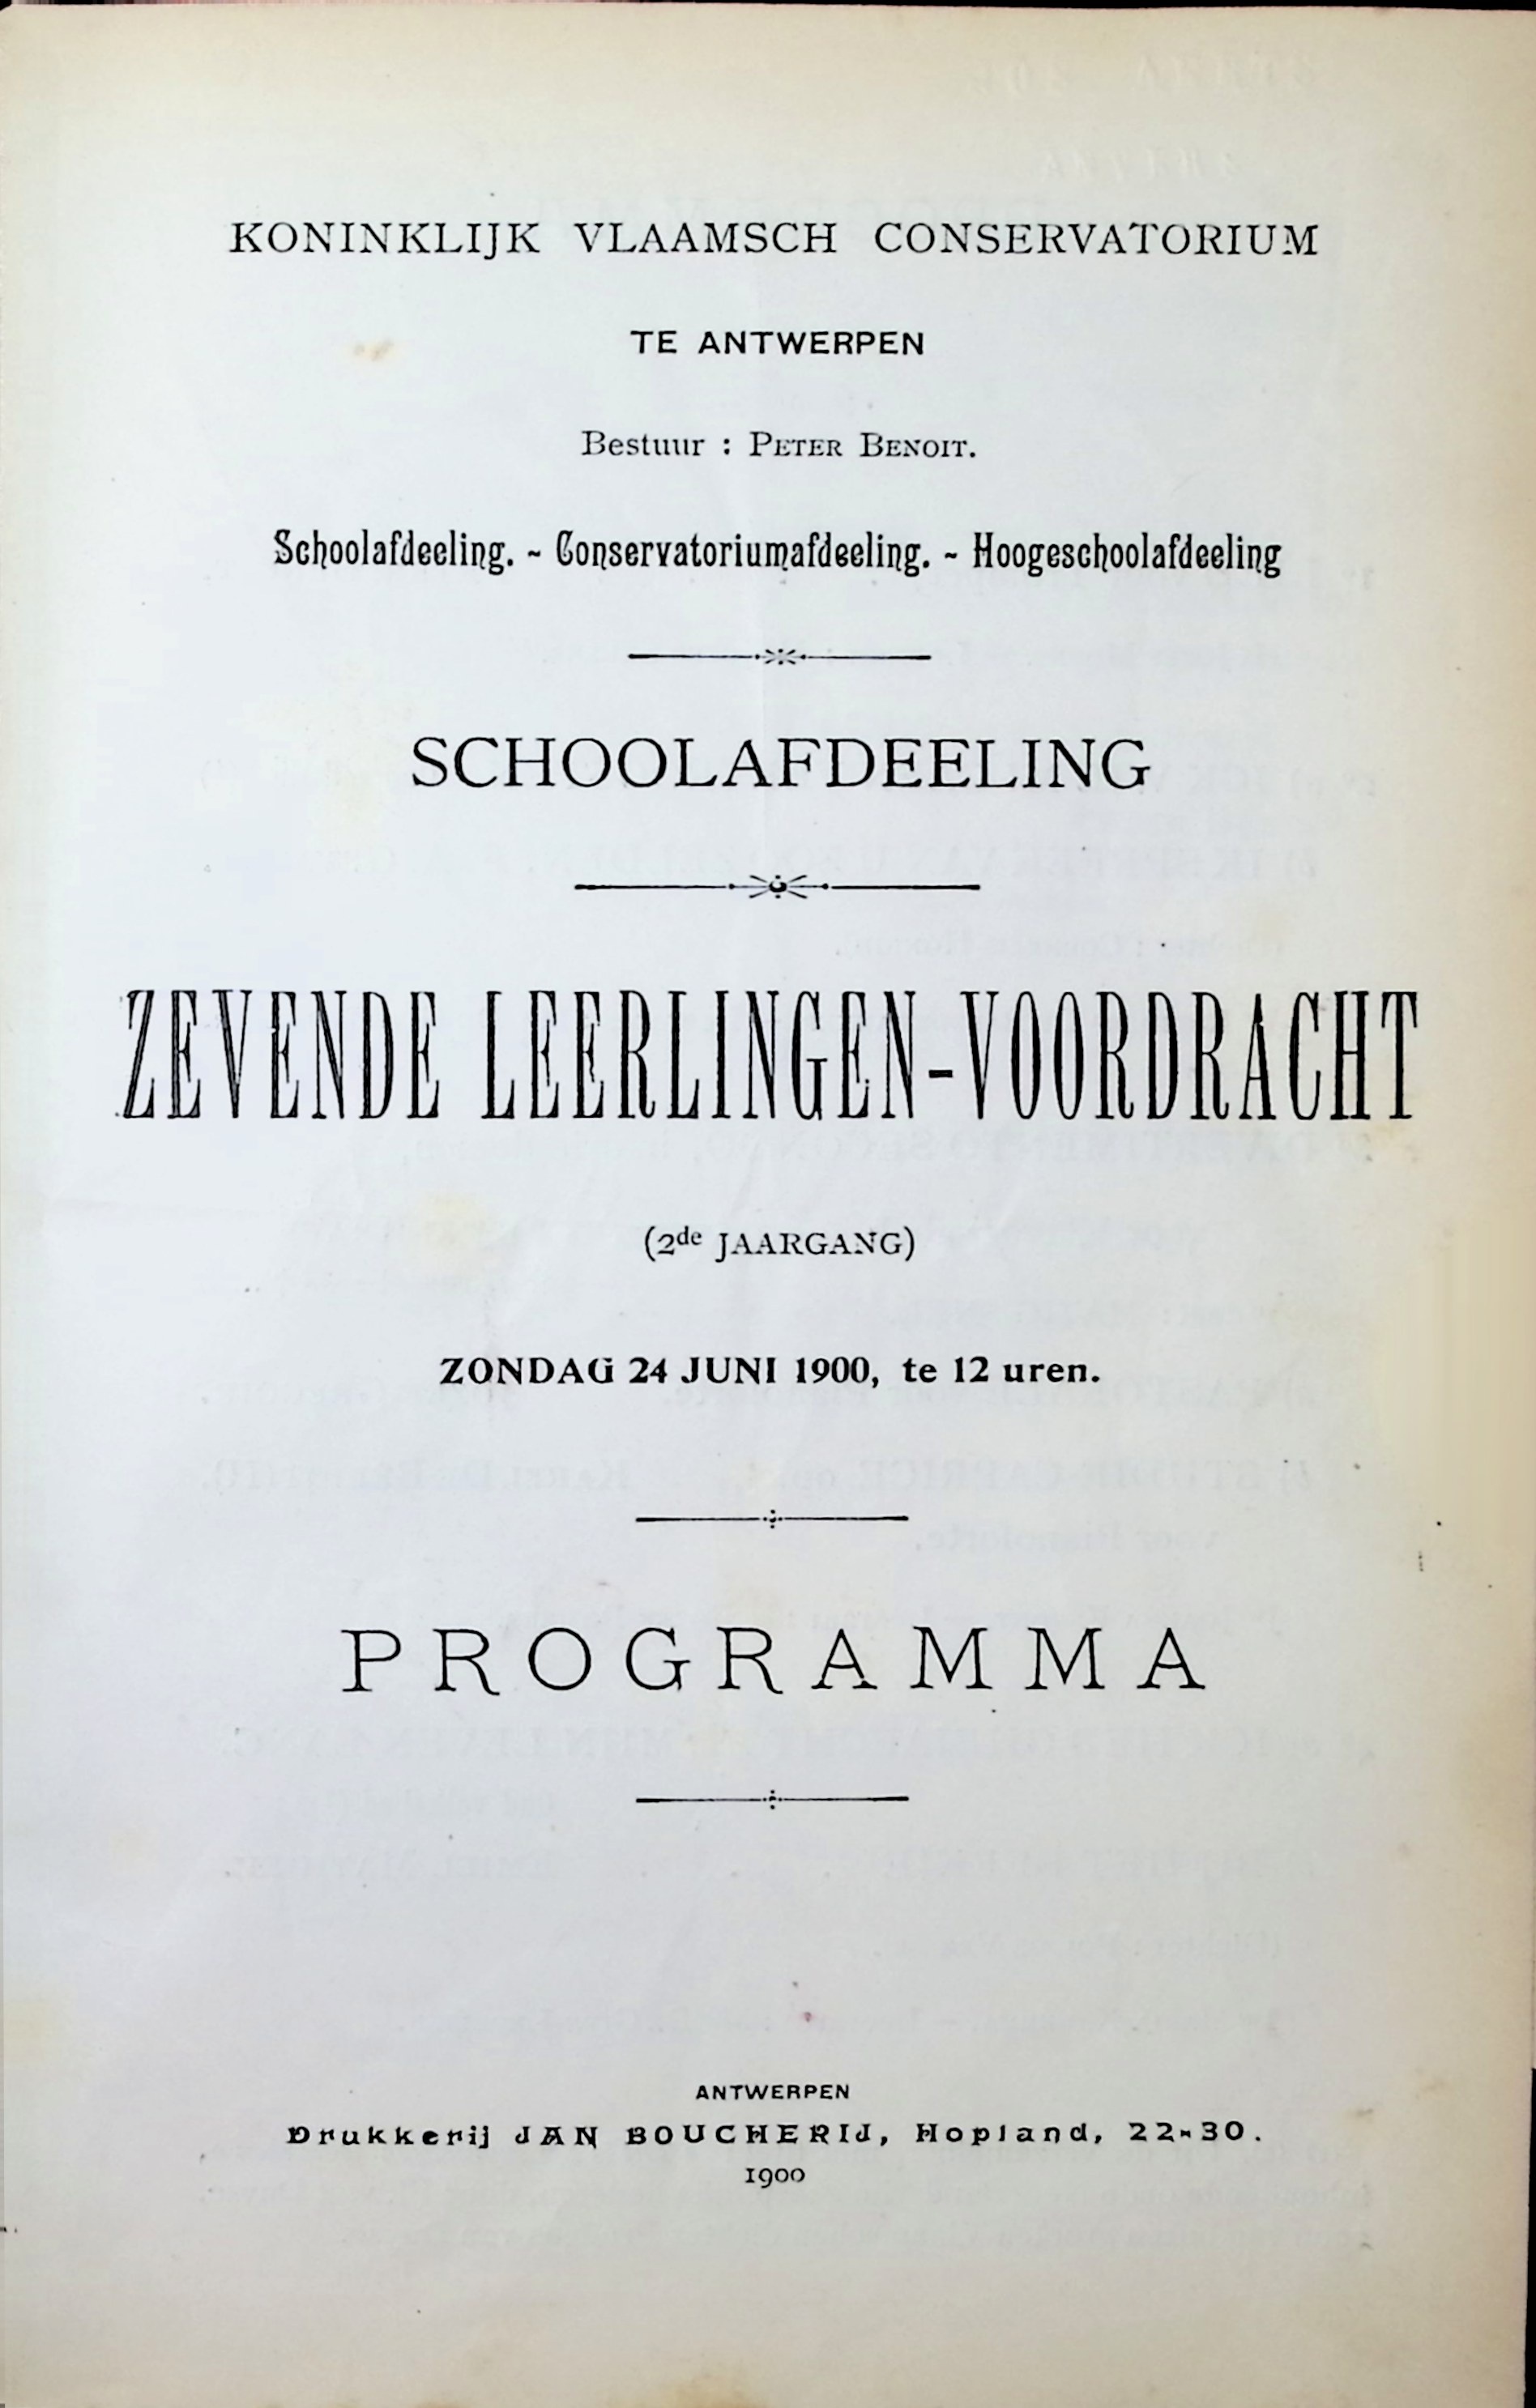 KONINKLIJK VLAAMSCH CONSERVATORIUM
TE ANTWERPEN
Bestuur : PETER BENOIT.
Schoolafdeeling. - Conservatoriumafdeeling. - Hoogeschoolafdeeling
SCHOOLAFDEELING
ZEVENDE LEERLINGEN-VOORDRACHT
(2de JAARGANG)
ZONDAG 24 JUNI 1900, te 12 uren.
PROGRAMMA
ANTWERPEN
Drukkerij JAN BOUCHERIJ, Hopland, 22-30.
1900